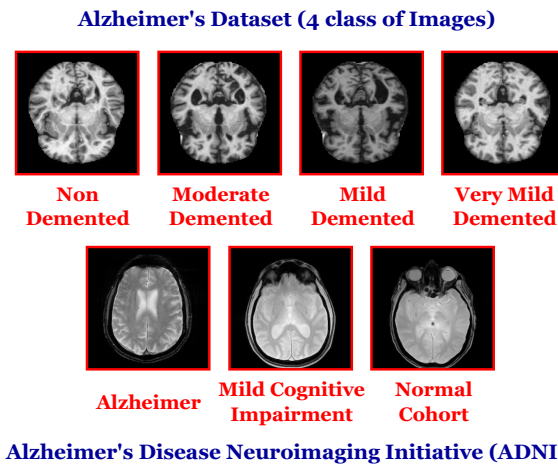 Alzheimer's Dataset (4 class of Images)
Non Demented
Moderate Demented
Mild Demented
Very Mild Demented
Alzheimer
Mild Cognitive Impairment
Normal Cohort
Alzheimer's Disease Neuroimaging Initiative (ADNI